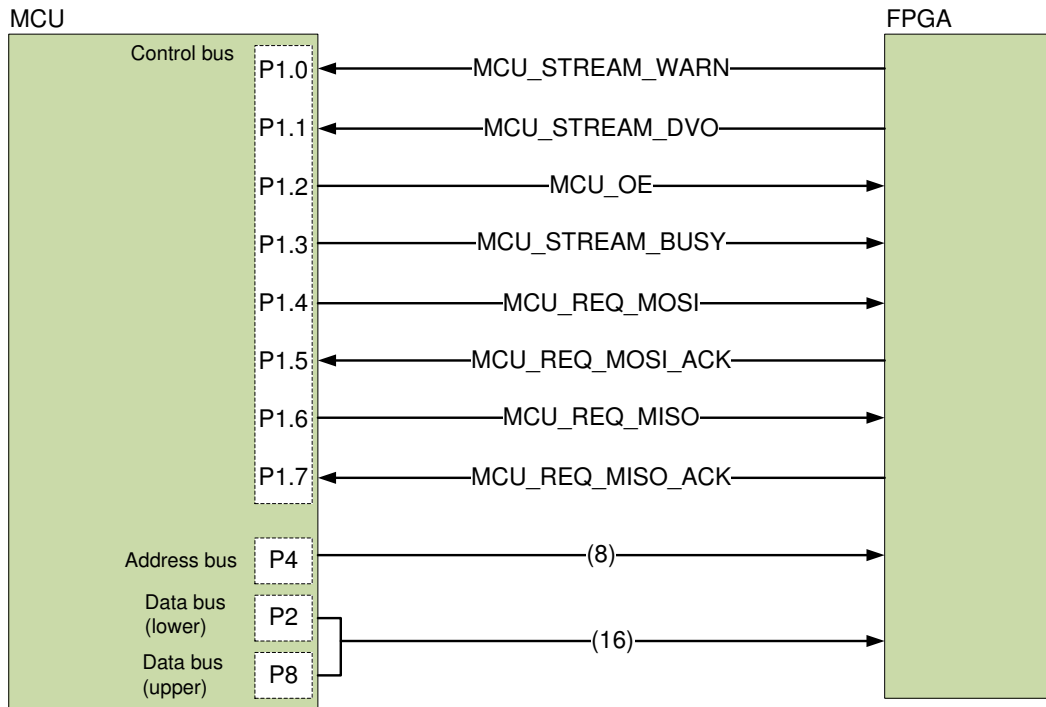 MCU
FPGA
Control bus
P1.0
MCU_STREAM_WARN
P1.1
MCU_STREAM_DVO
P1.2
MCU_OE
P1.3
MCU_STREAM_BUSY
P1.4
MCU_REQ_MOSI
P1.5
MCU_REQ_MOSI_ACK
P1.6
MCU_REQ_MISO
P1.7
MCU_REQ_MISO_ACK
Address bus
P4
(8)
Data bus
(lower)
P2
(16)
Data bus
(upper)
P8